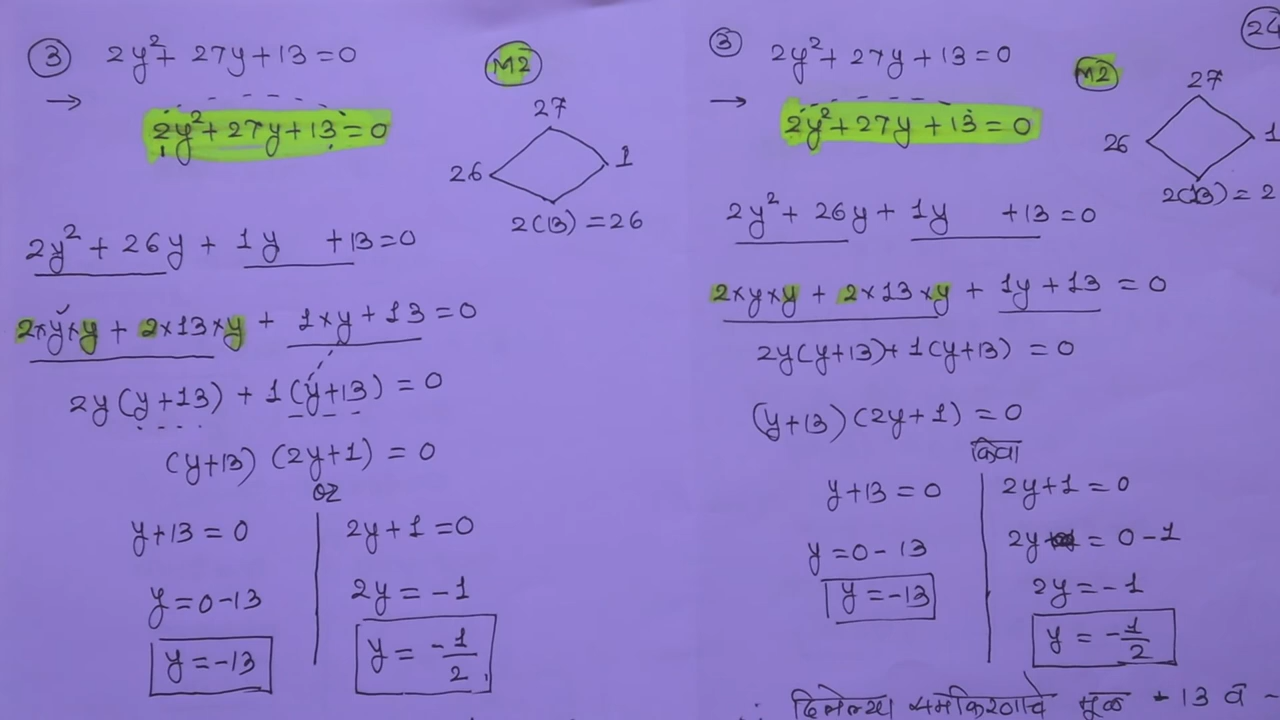 ③ 2y² + 27y + 13 = 0
M2
→ 2y² + 27y + 13 = 0
27
26
1
2(13) = 26
2y² + 26y + 1y + 13 = 0
2×y×y + 2×13×y + 1×y + 13 = 0
2y(y+13) + 1(y+13) = 0
(y+13) (2y+1) = 0
or
y+13 = 0
y = 0-13
y = -13
2y+1 = 0
2y = -1
y = -1/2
③ 2y² + 27y + 13 = 0
24
M2
→ 2y² + 27y + 13 = 0
27
26
1
2(13) = 2
2y² + 26y + 1y + 13 = 0
2×y×y + 2×13×y + 1y + 13 = 0
2y(y+13) + 1(y+13) = 0
(y+13) (2y+1) = 0
किंवा
y+13 = 0
y = 0-13
y = -13
2y+1 = 0
2y = 0-1
2y = -1
y = -1/2
∴ दिलेल्या समीकरणाचे मूळ -13 व -